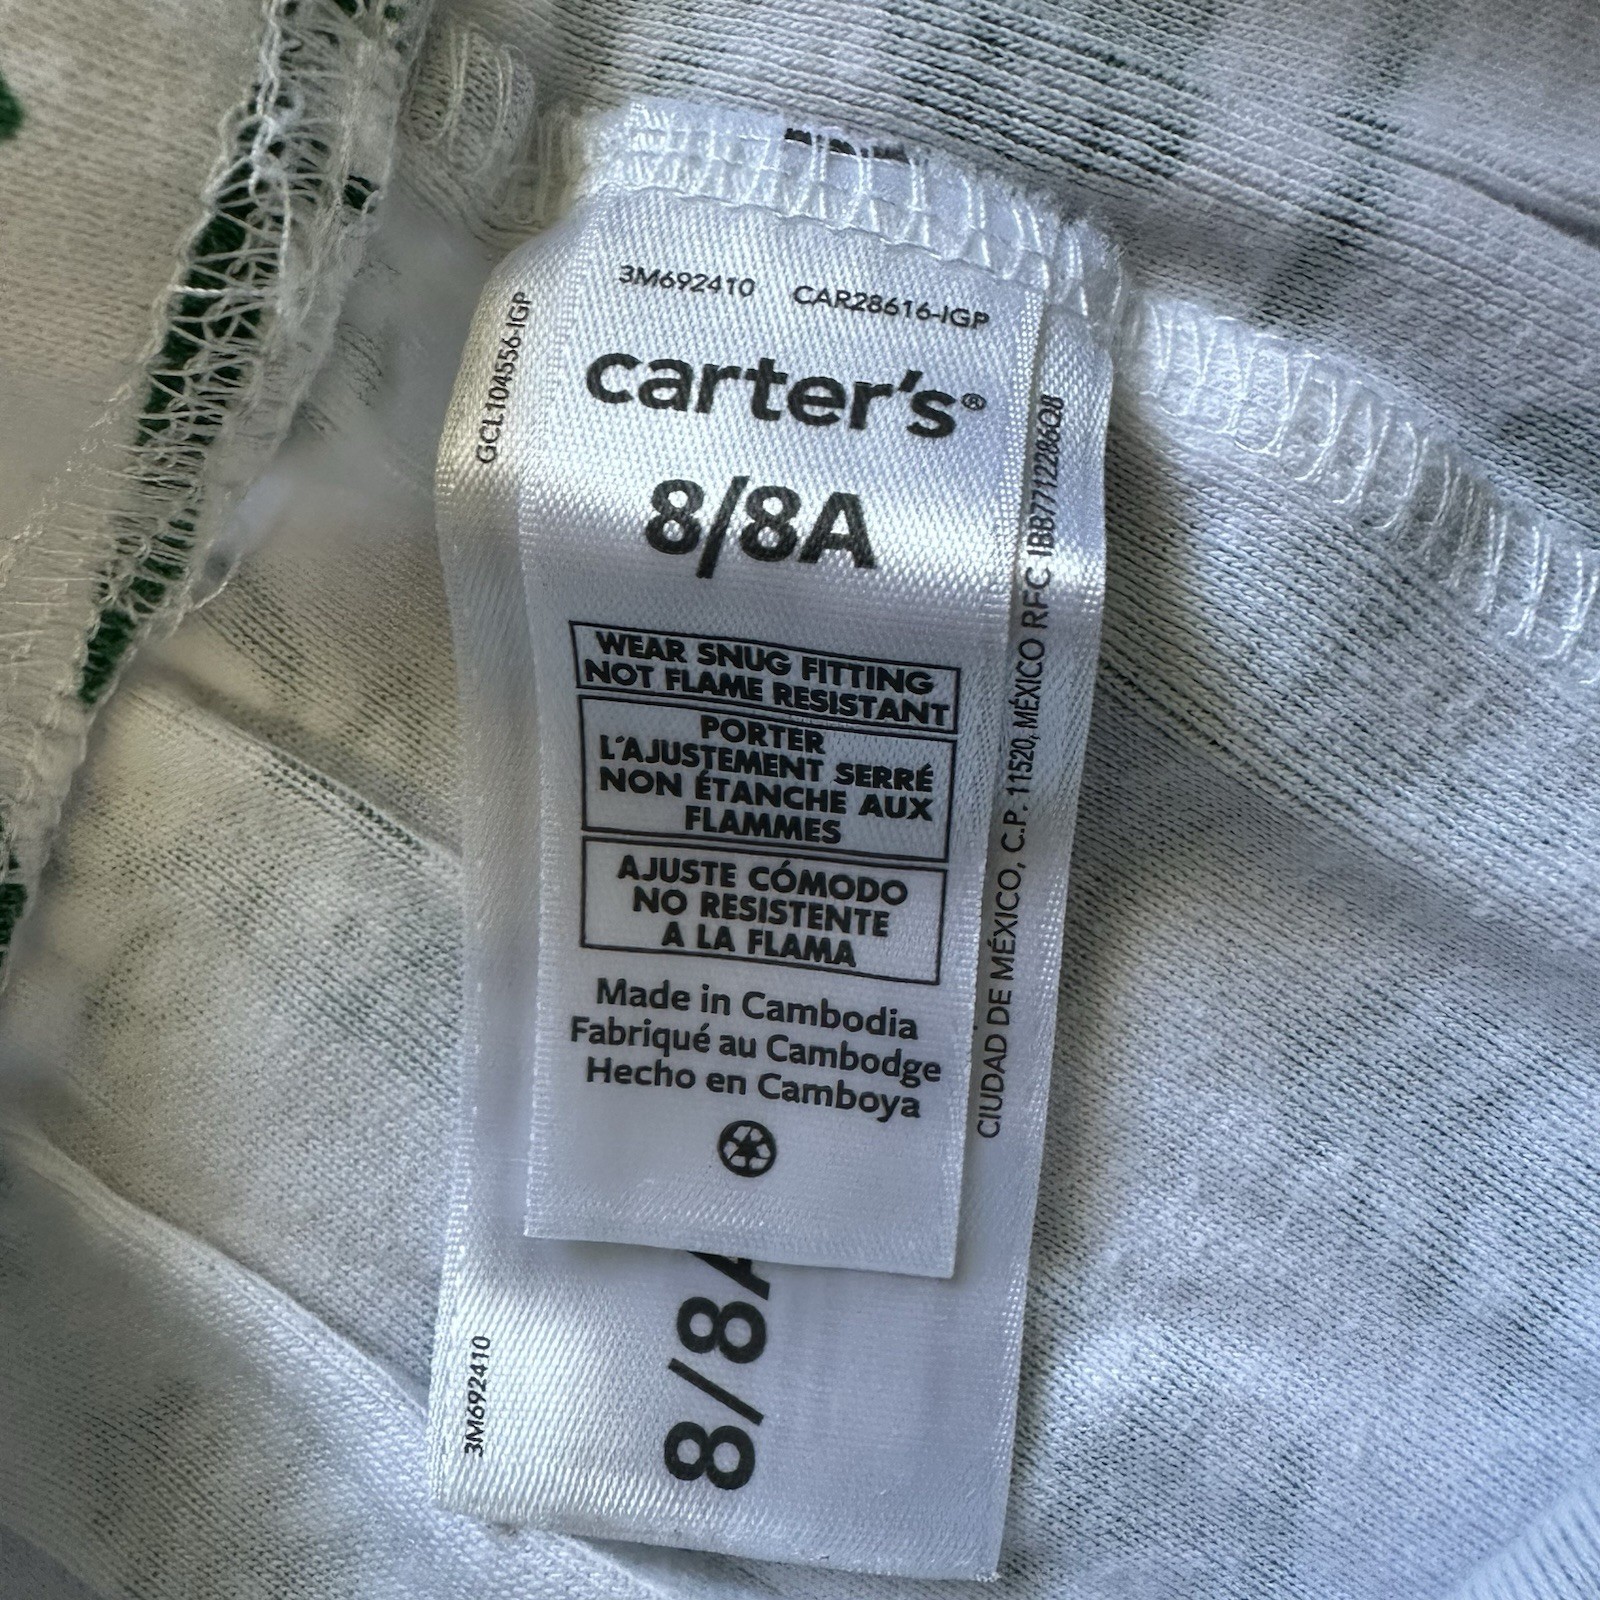 3M692410 CAR28616-IGP
carter's®
8/8A
WEAR SNUG FITTING
NOT FLAME RESISTANT
PORTER
L'AJUSTEMENT SERRÉ
NON ÉTANCHE AUX
FLAMMES
AJUSTE CÓMODO
NO RESISTENTE
A LA FLAMA
Made in Cambodia
Fabriqué au Cambodge
Hecho en Camboya
GCL104556-IGP
CIUDAD DE MÉXICO, C.P. 11520, MÉXICO RFC IBB7712286Q8
3M692410
8/8A